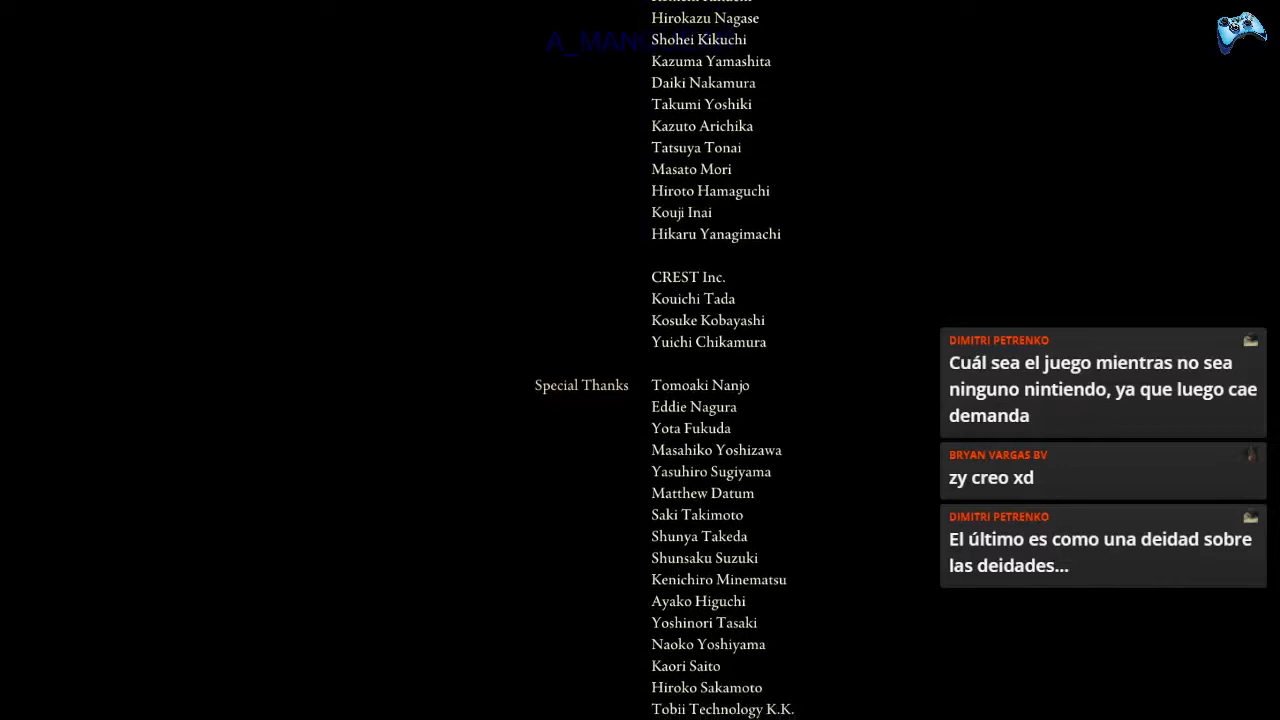 Hirokazu Nagase
Shohei Kikuchi
Kazuma Yamashita
Daiki Nakamura
Takumi Yoshiki
Kazuto Arichika
Tatsuya Tonai
Masato Mori
Hiroto Hamaguchi
Kouji Inai
Hikaru Yanagimachi
CREST Inc.
Kouichi Tada
Kosuke Kobayashi
Yuichi Chikamura
Special Thanks Tomoaki Nanjo
Eddie Nagura
Yota Fukuda
Masahiko Yoshizawa
Yasuhiro Sugiyama
Matthew Datum
Saki Takimoto
Shunya Takeda
Shunsaku Suzuki
Kenichiro Minematsu
Ayako Higuchi
Yoshinori Tasaki
Naoko Yoshiyama
Kaori Saito
Hiroko Sakamoto
Tobii Technology K.K.
DIMITRI PETRENKO
Cuál sea el juego mientras no sea
ninguno nintiendo, ya que luego cae
demanda
BRYAN VARGAS BV
zy creo xd
DIMITRI PETRENKO
El último es como una deidad sobre
las deidades...